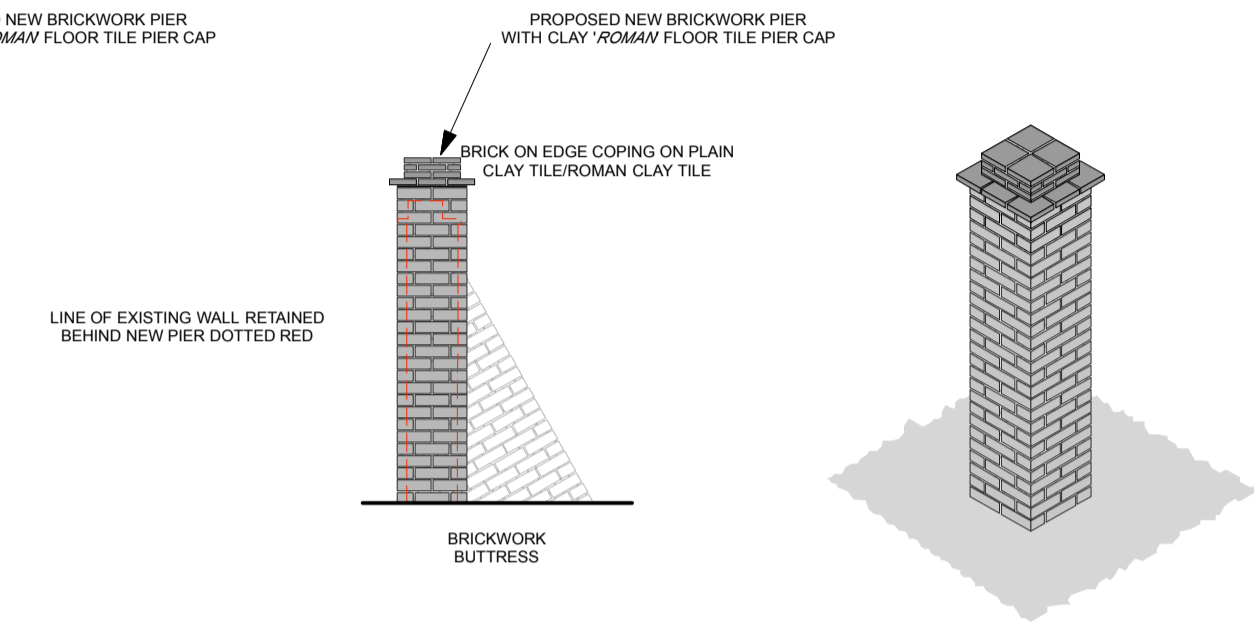 NEW BRICKWORK PIER
OMAN' FLOOR TILE PIER CAP
PROPOSED NEW BRICKWORK PIER
WITH CLAY 'ROMAN' FLOOR TILE PIER CAP
BRICK ON EDGE COPING ON PLAIN
CLAY TILE/ROMAN CLAY TILE
LINE OF EXISTING WALL RETAINED
BEHIND NEW PIER DOTTED RED
BRICKWORK
BUTTRESS